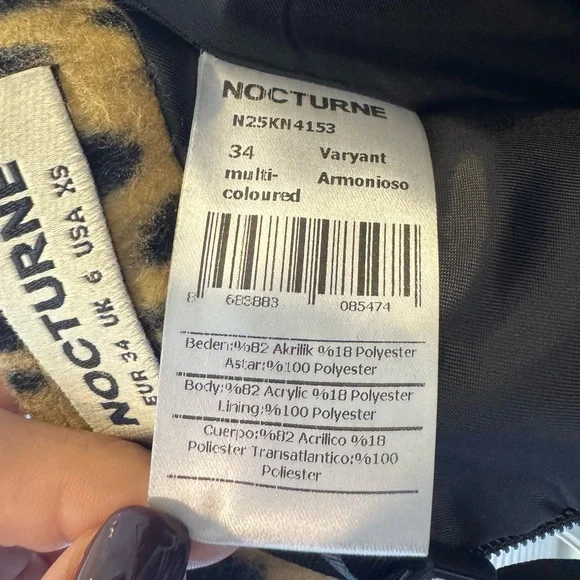 NOCTURNE
EUR 34 UK 6 USA XS
NOCTURNE
N25KN4153
34 Varyant
multi-
coloured Armonioso
8 683883 085474
Beden:%82 Akrilik %18 Polyester
Astar:%100 Polyester
Body:%82 Acrylic %18 Polyester
Lining:%100 Polyester
Cuerpo:%82 Acrilico %18
Poliester Transatlantico:%100
Poliester